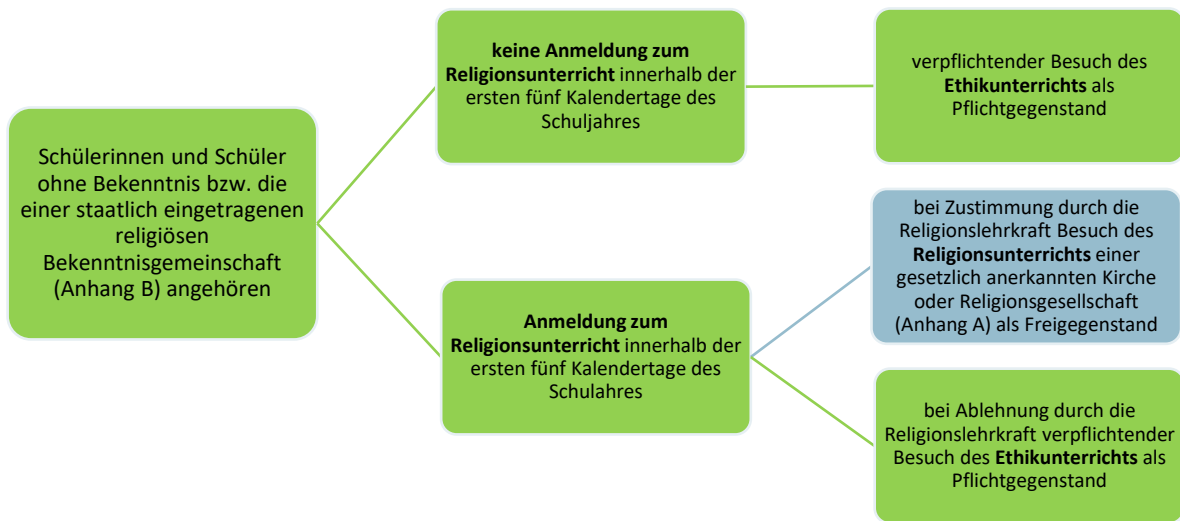 Schülerinnen und Schüler
ohne Bekenntnis bzw. die
einer staatlich eingetragenen
religiösen
Bekenntnisgemeinschaft
(Anhang B) angehören
keine Anmeldung zum
Religionsunterricht innerhalb der
ersten fünf Kalendertage des
Schuljahres
verpflichtender Besuch des
Ethikunterrichts als
Pflichtgegenstand
Anmeldung zum
Religionsunterricht innerhalb der
ersten fünf Kalendertage des
Schulahres
bei Zustimmung durch die
Religionslehrkraft Besuch des
Religionsunterrichts einer
gesetzlich anerkannten Kirche
oder Religionsgesellschaft
(Anhang A) als Freigegenstand
bei Ablehnung durch die
Religionslehrkraft verpflichtender
Besuch des Ethikunterrichts als
Pflichtgegenstand